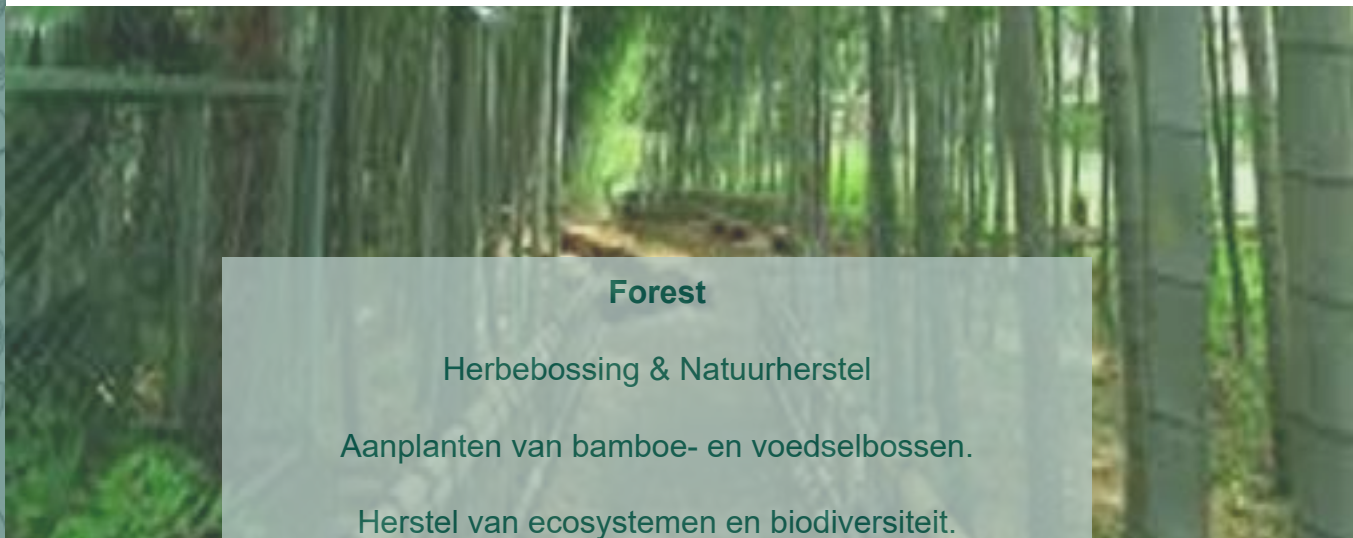 Forest
Herbebossing & Natuurherstel
Aanplanten van bamboe- en voedselbossen.
Herstel van ecosystemen en biodiversiteit.